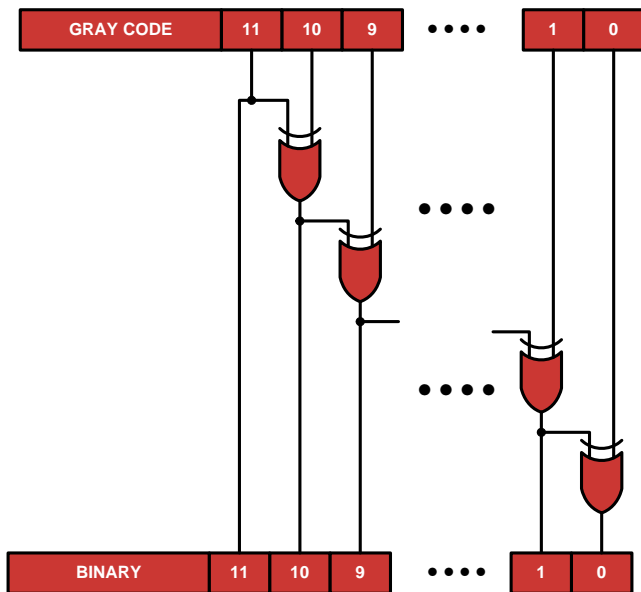 GRAY CODE 11 10 9 •••• 1 0
BINARY 11 10 9 •••• 1 0